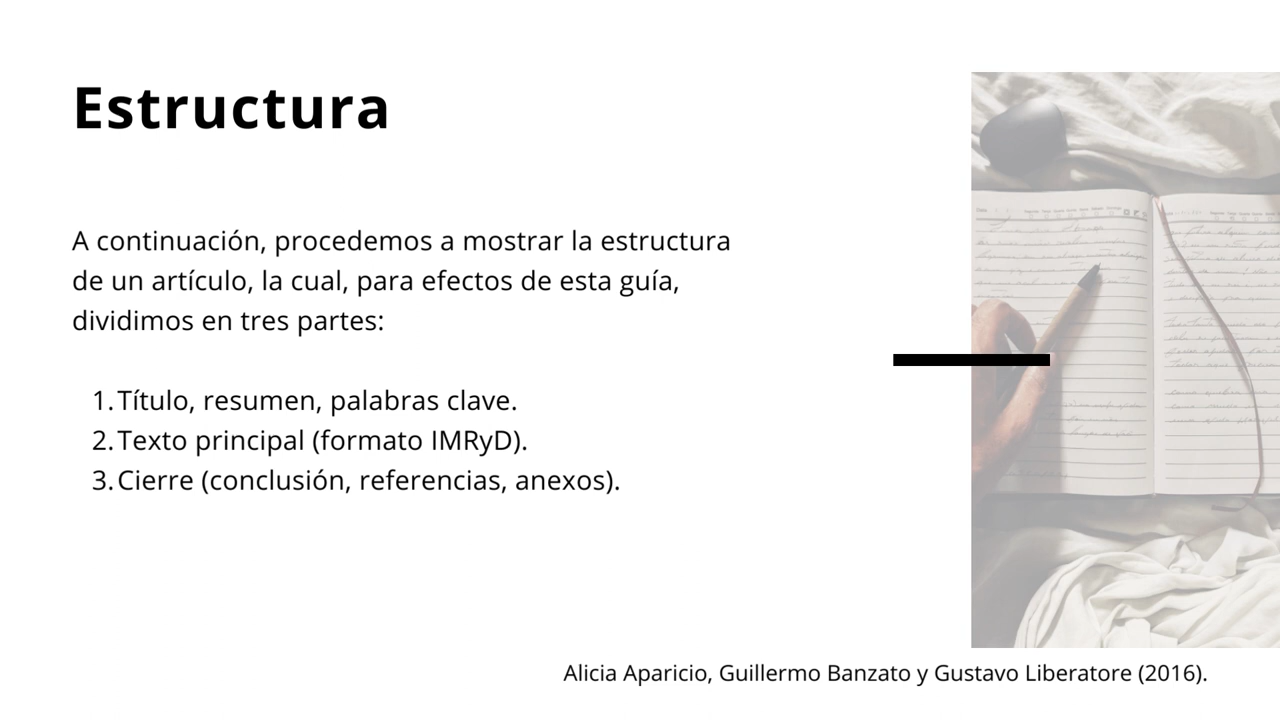 Estructura
A continuación, procedemos a mostrar la estructura
de un artículo, la cual, para efectos de esta guía,
dividimos en tres partes:
1. Título, resumen, palabras clave.
2. Texto principal (formato IMRyD).
3. Cierre (conclusión, referencias, anexos).
Alicia Aparicio, Guillermo Banzato y Gustavo Liberatore (2016).